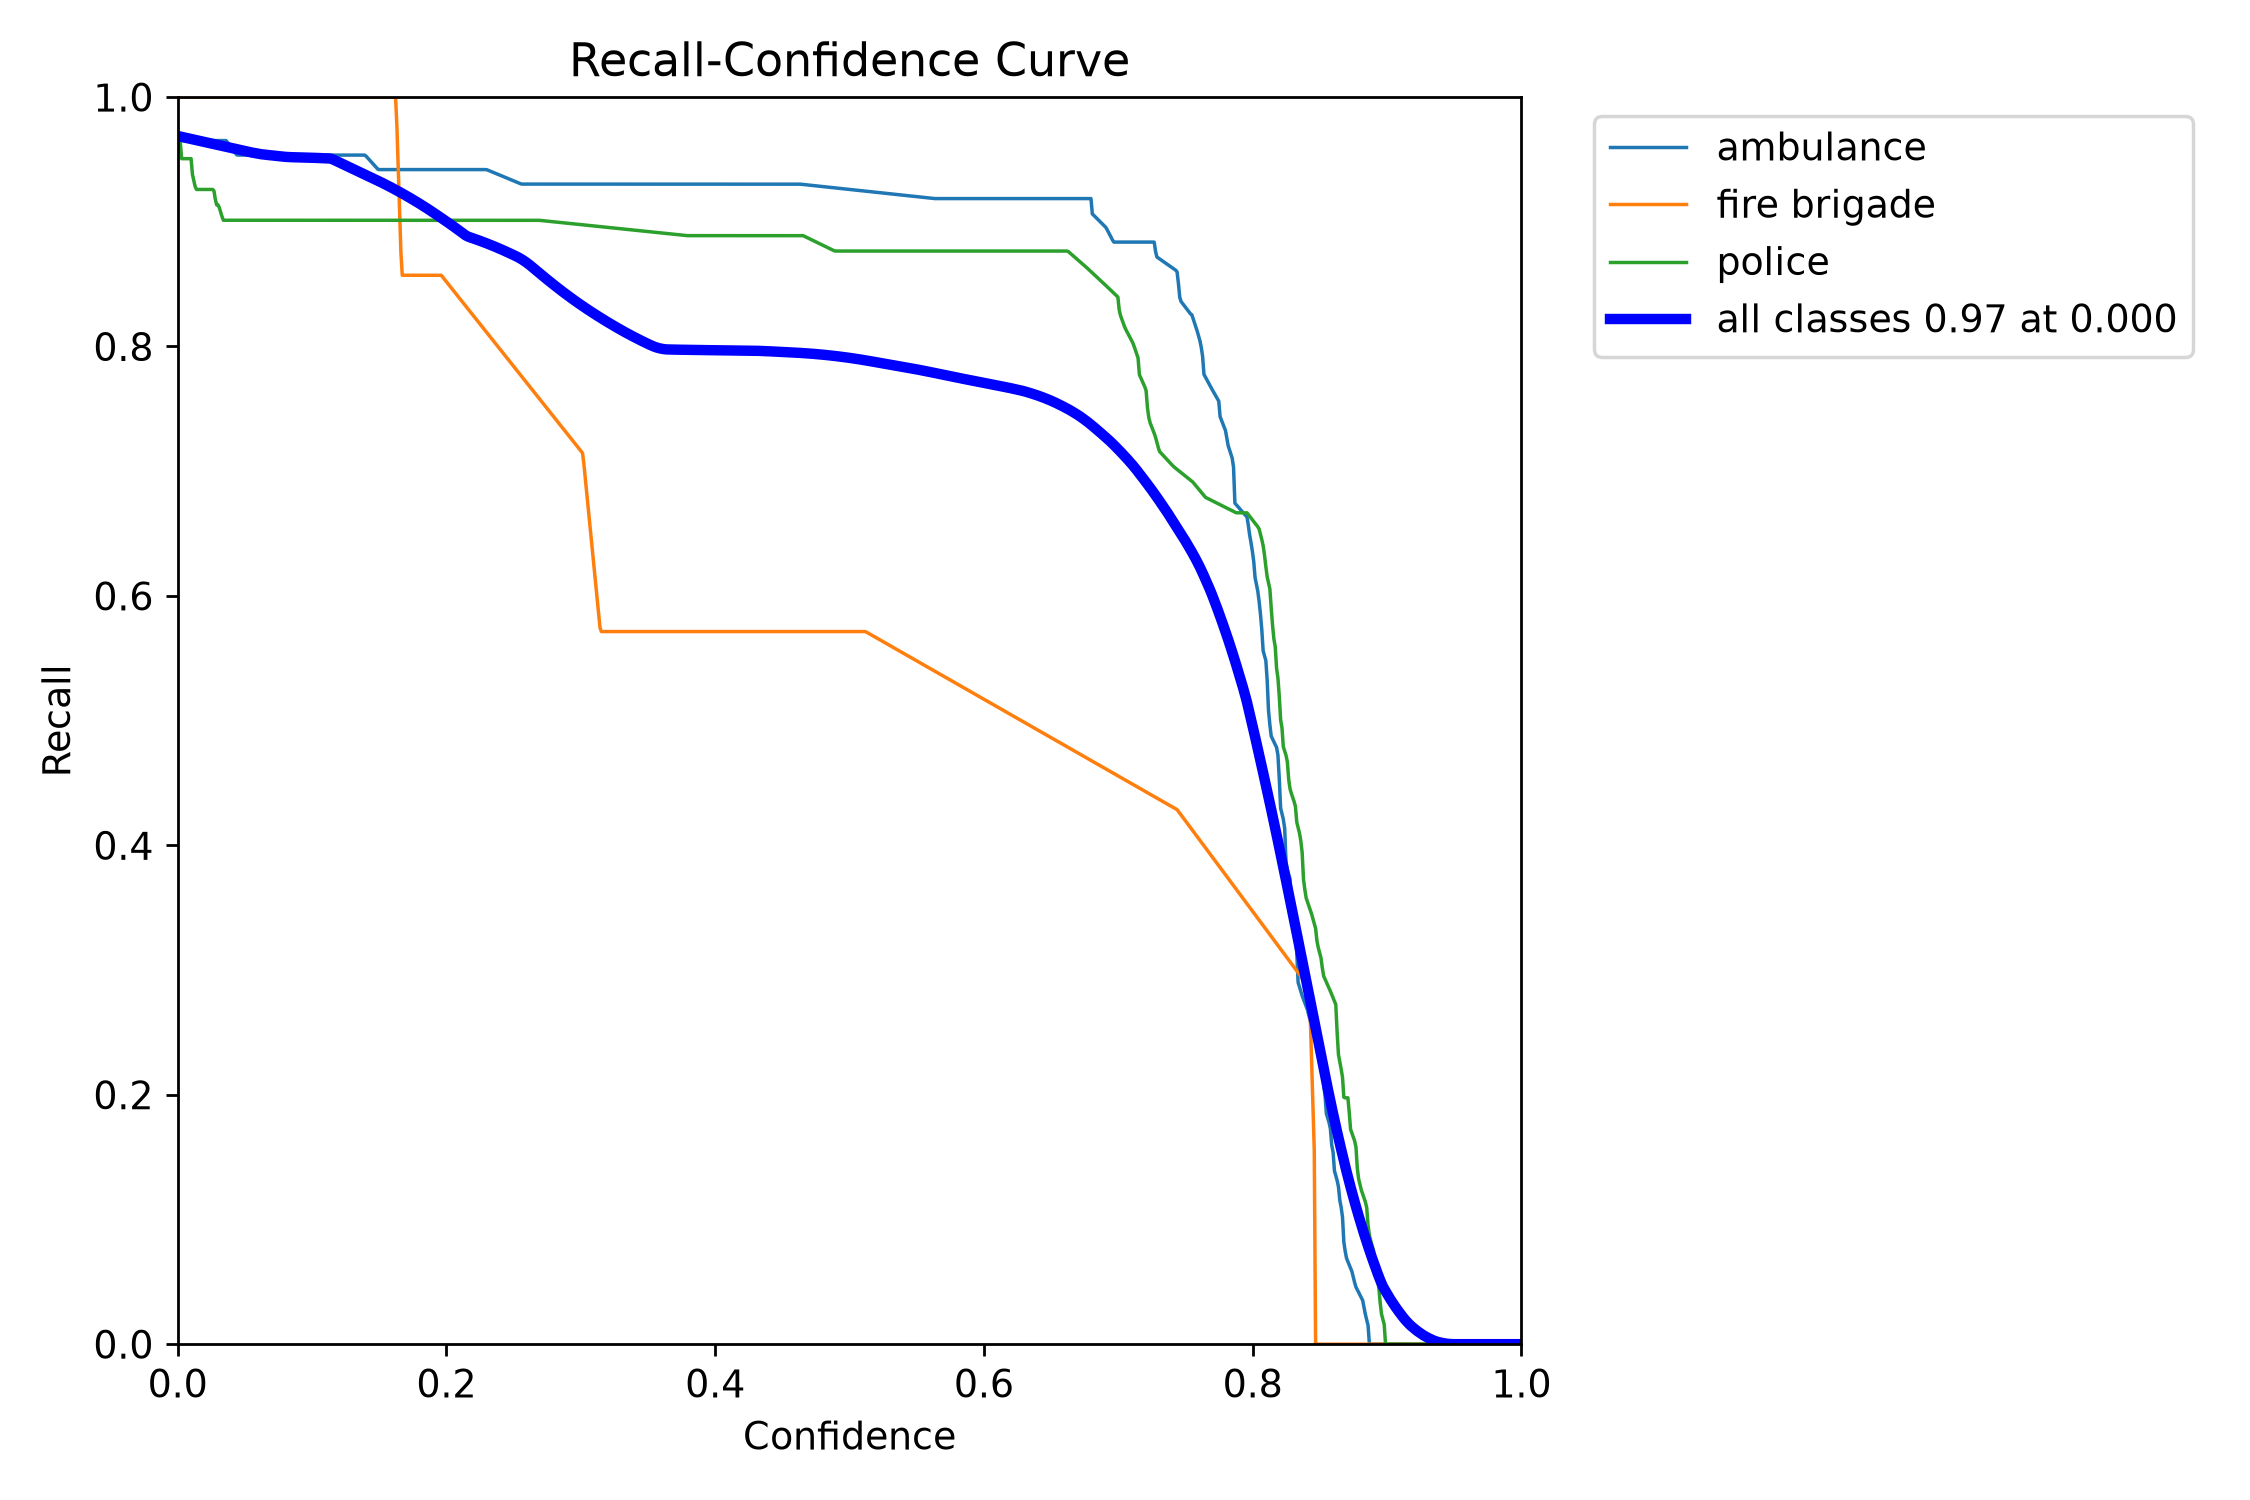 Recall-Confidence Curve
1.0
0.8
0.6
0.4
0.2
0.0
Recall
0.0 0.2 0.4 0.6 0.8 1.0
Confidence
ambulance
fire brigade
police
all classes 0.97 at 0.000